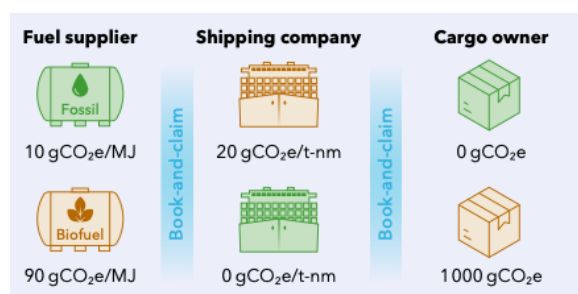 Fuel supplier
Shipping company
Cargo owner
Fossil
10 gCO₂e/MJ
20 gCO₂e/t-nm
0 gCO₂e
Book-and-claim
Book-and-claim
Biofuel
90 gCO₂e/MJ
0 gCO₂e/t-nm
1000 gCO₂e